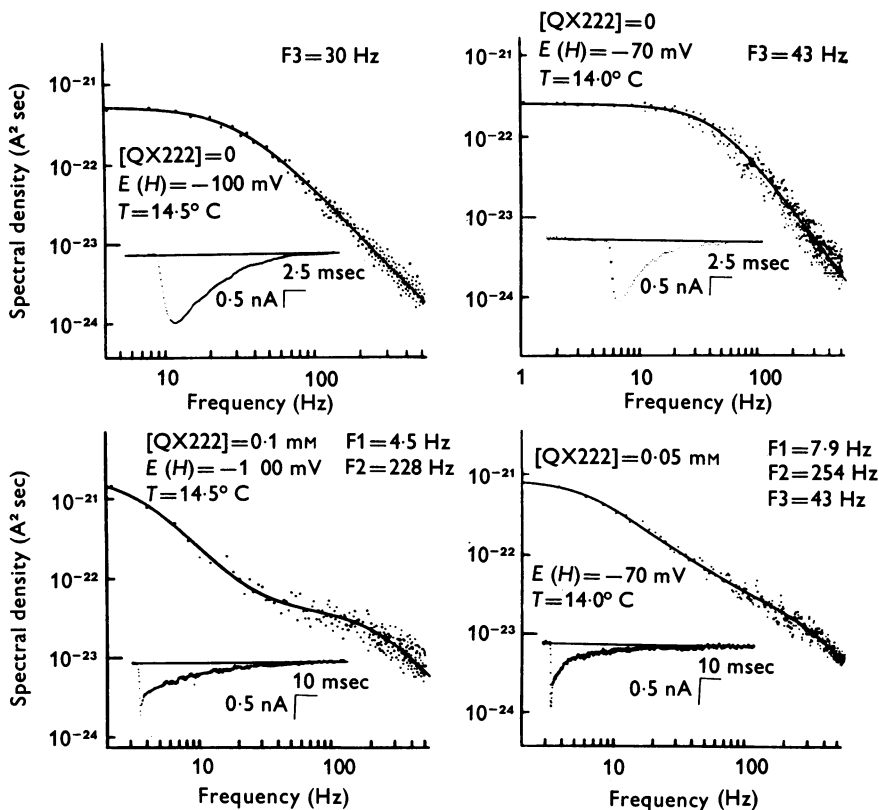 F3=30 Hz
10⁻²¹
10⁻²²
10⁻²³
10⁻²⁴
Spectral density (A² sec)
[QX222]=0
E (H)=−100 mV
T=14·5° C
2·5 msec
0·5 nA
10 100
Frequency (Hz)
[QX222]=0
E (H)=−70 mV F3=43 Hz
T=14·0° C
10⁻²¹
10⁻²²
10⁻²³
10⁻²⁴
2·5 msec
0·5 nA
1 10 100
Frequency (Hz)
[QX222]=0·1 mM F1=4·5 Hz
E (H)=−1 00 mV F2=228 Hz
T=14·5° C
10⁻²¹
10⁻²²
10⁻²³
10⁻²⁴
Spectral density (A² sec)
10 msec
0·5 nA
10 100
Frequency (Hz)
[QX222]=0·05 mM
F1=7·9 Hz
F2=254 Hz
F3=43 Hz
10⁻²¹
10⁻²²
10⁻²³
10⁻²⁴
E (H)=−70 mV
T=14·0° C
10 msec
0·5 nA
10 100
Frequency (Hz)